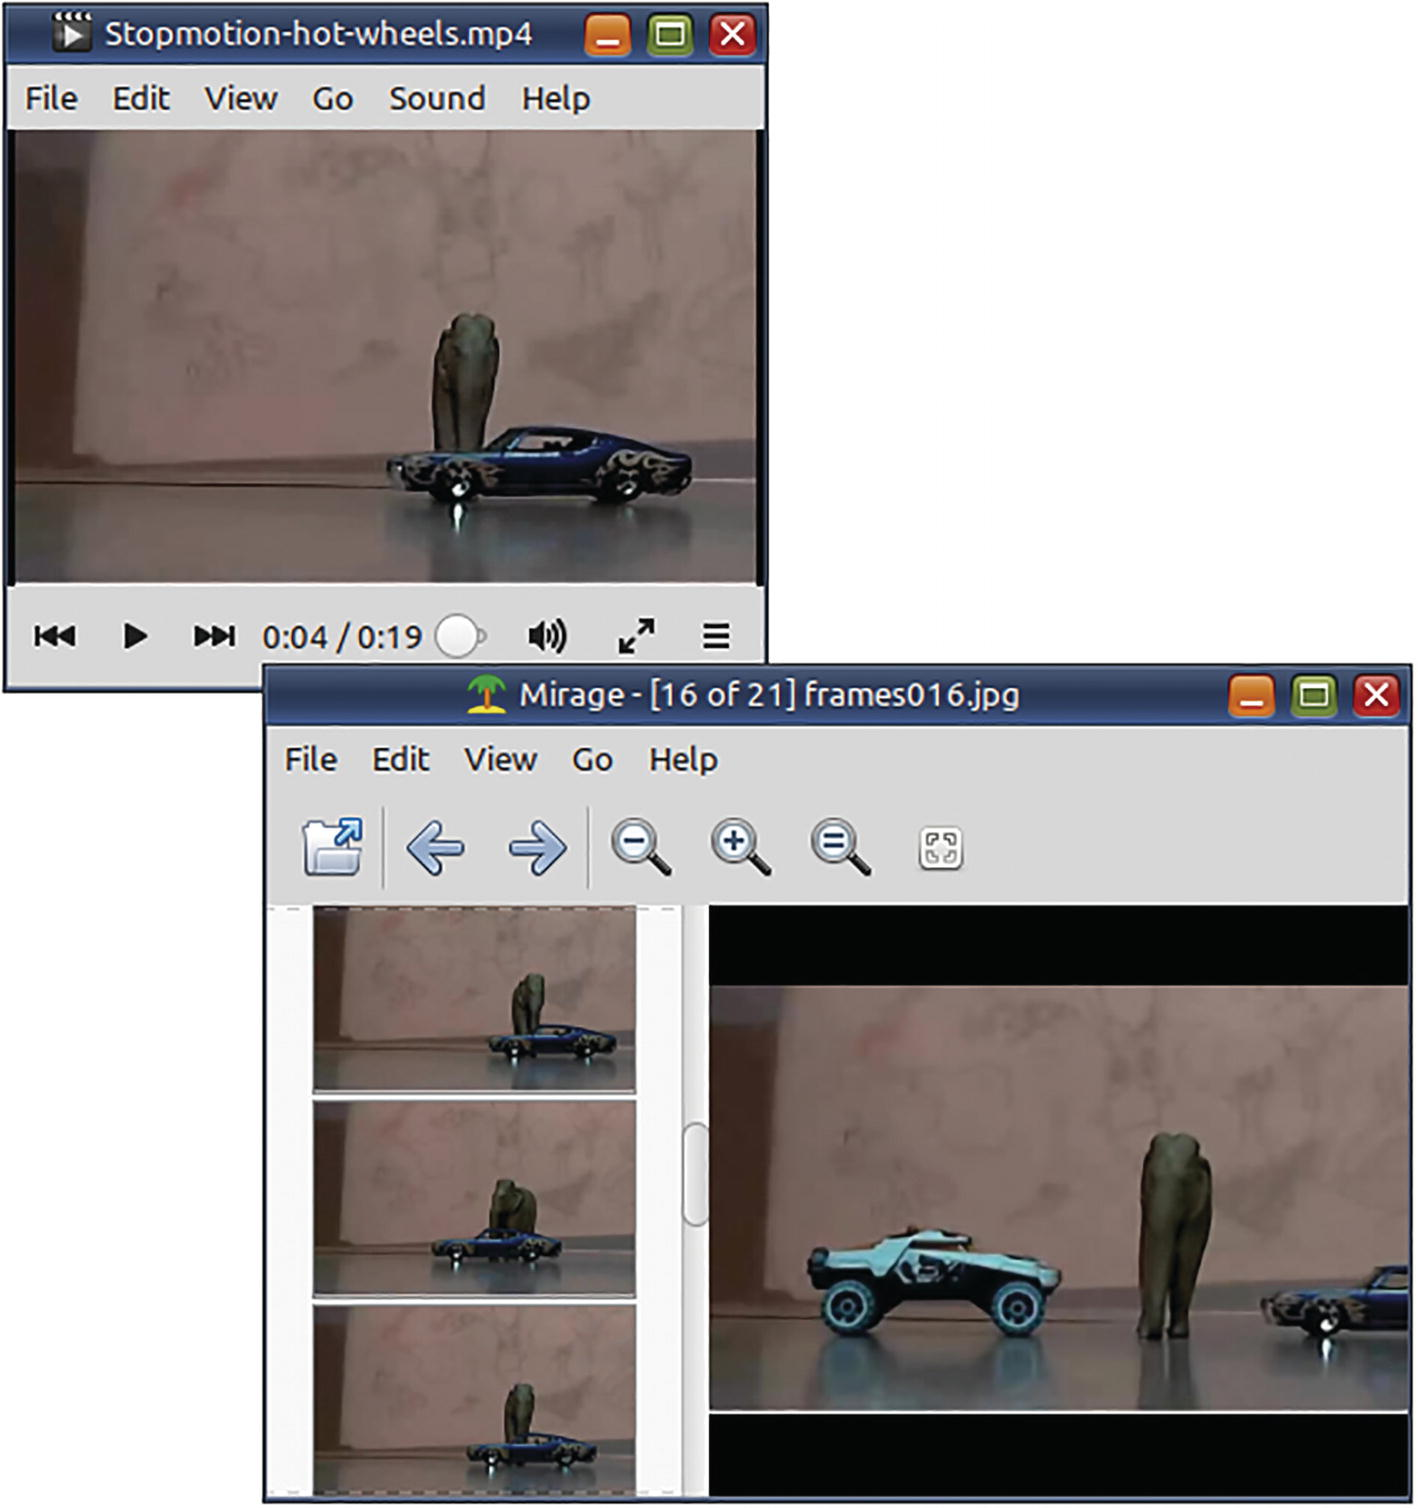 Stopmotion-hot-wheels.mp4
File Edit View Go Sound Help
0:04 / 0:19
Mirage - [16 of 21] frames016.jpg
File Edit View Go Help